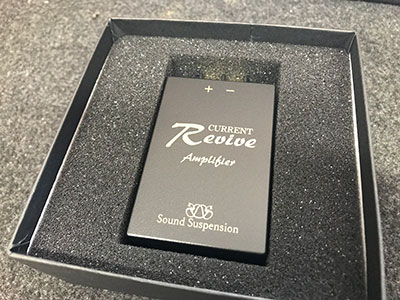 + −
CURRENT
Revive
Amplifier
Sound Suspension